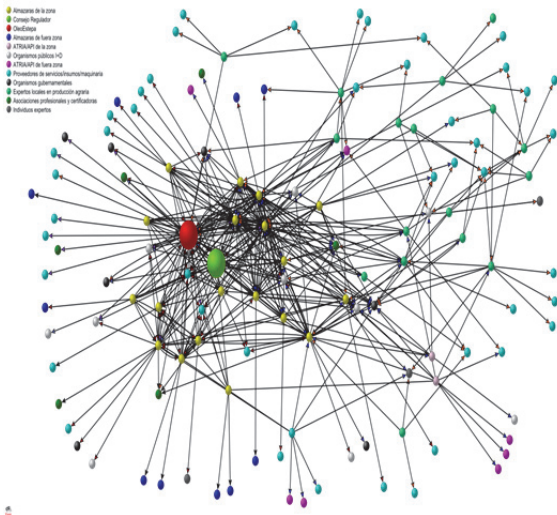 Almazaras de la zona
Consejo Regulador
OleoEstepa
Almazaras de fuera zona
ATRIA/API de la zona
Organismos públicos I+D
ATRIA/API de fuera zona
Proveedores de servicios/insumos/maquinaria
Organismos gubernamentales
Expertos locales en producción agraria
Asociaciones profesionales y certificadoras
Individuos expertos